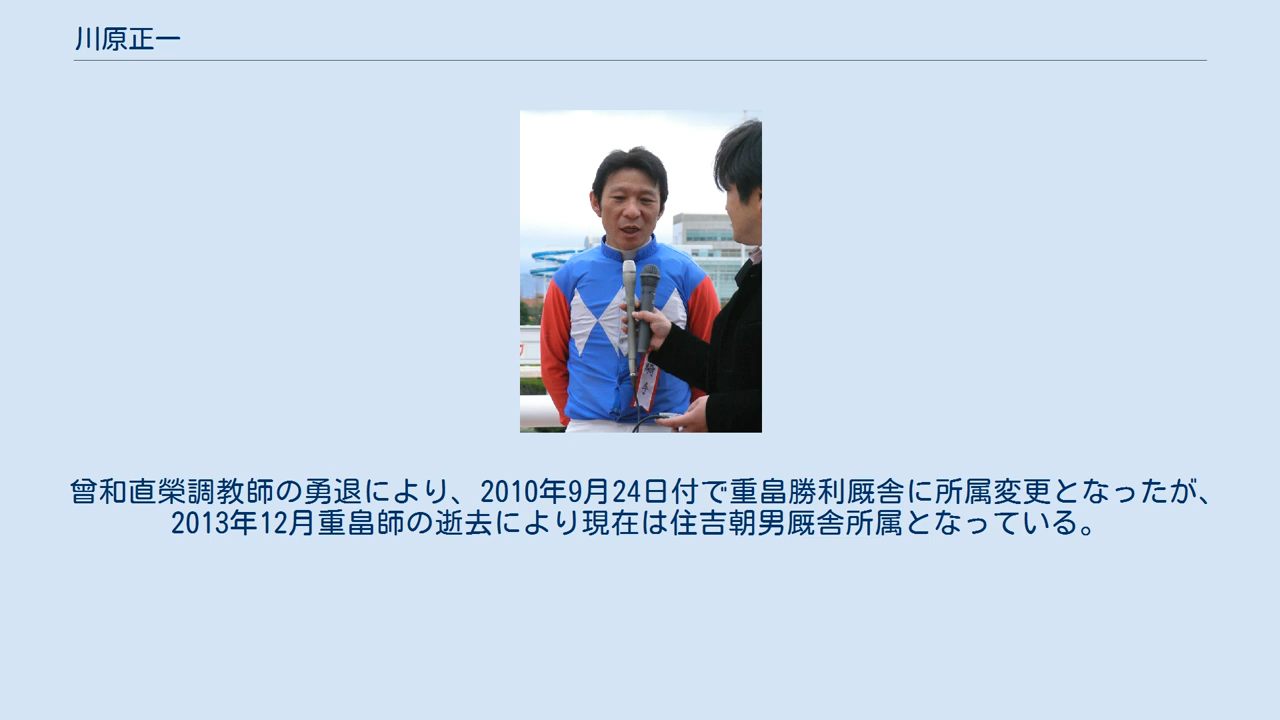 川原正一
騎手
曾和直榮調教師の勇退により、2010年9月24日付で重畠勝利厩舎に所属変更となったが、
2013年12月重畠師の逝去により現在は住吉朝男厩舎所属となっている。